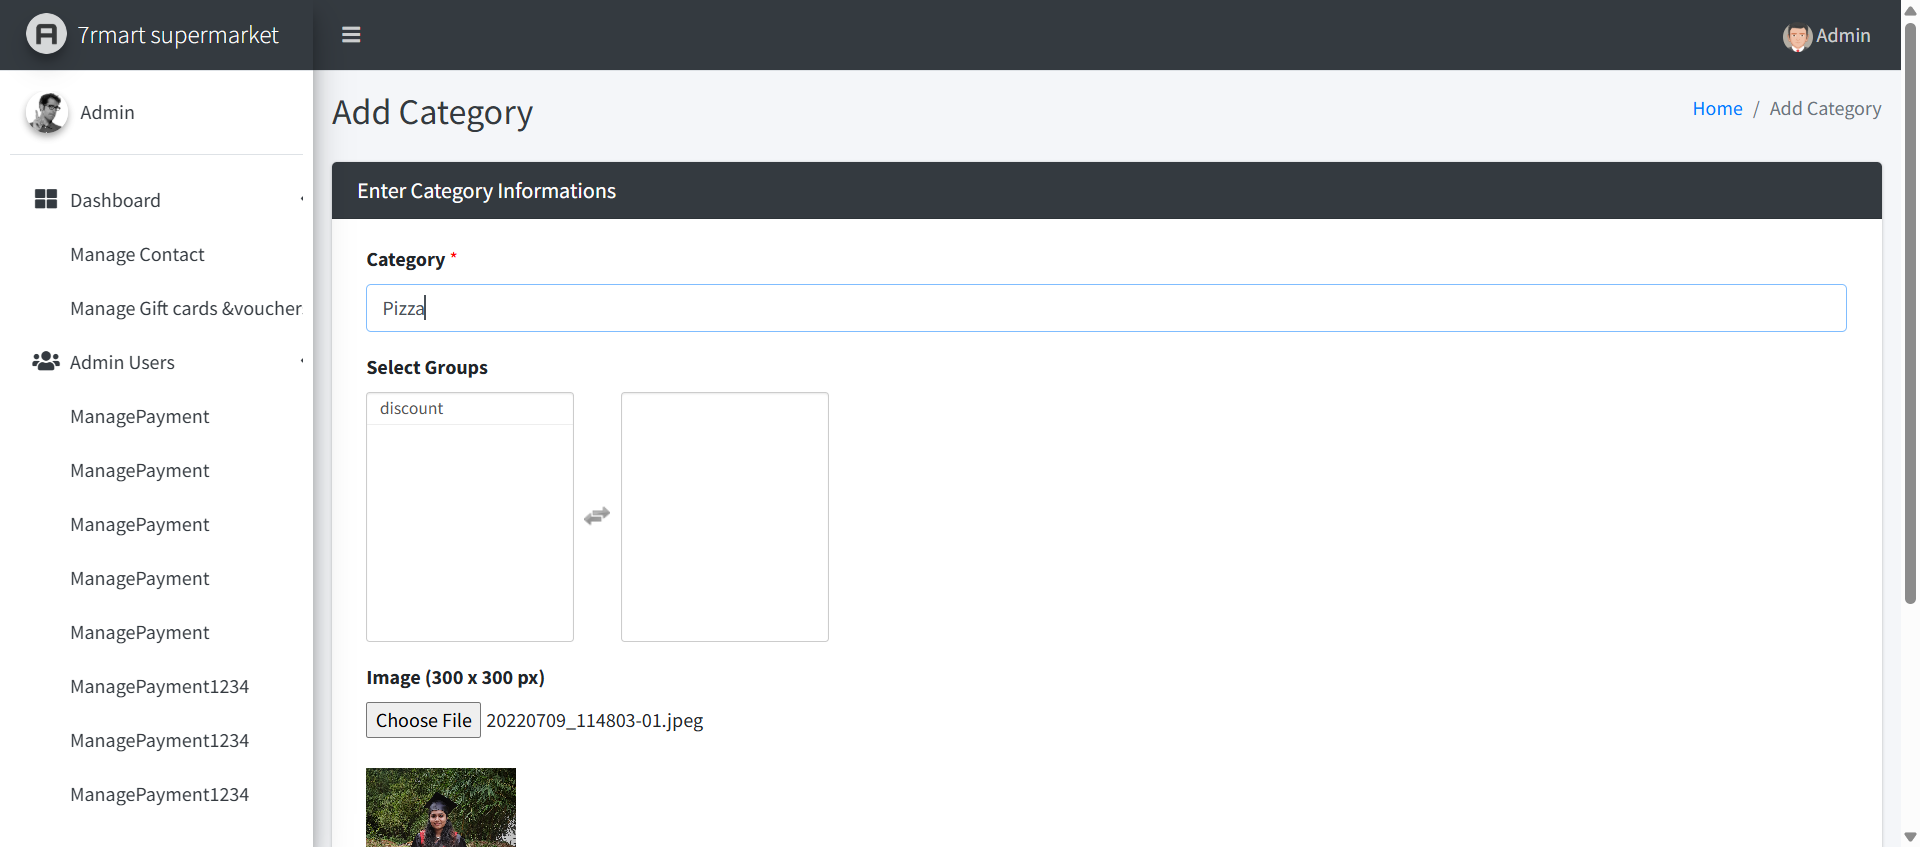 7rmart supermarket
Admin
Admin
Add Category
Home / Add Category
Dashboard
Manage Contact
Manage Gift cards &voucher
Admin Users
ManagePayment
ManagePayment
ManagePayment
ManagePayment
ManagePayment
ManagePayment1234
ManagePayment1234
ManagePayment1234
Enter Category Informations
Category *
Pizza
Select Groups
discount
Image (300 x 300 px)
Choose File 20220709_114803-01.jpeg